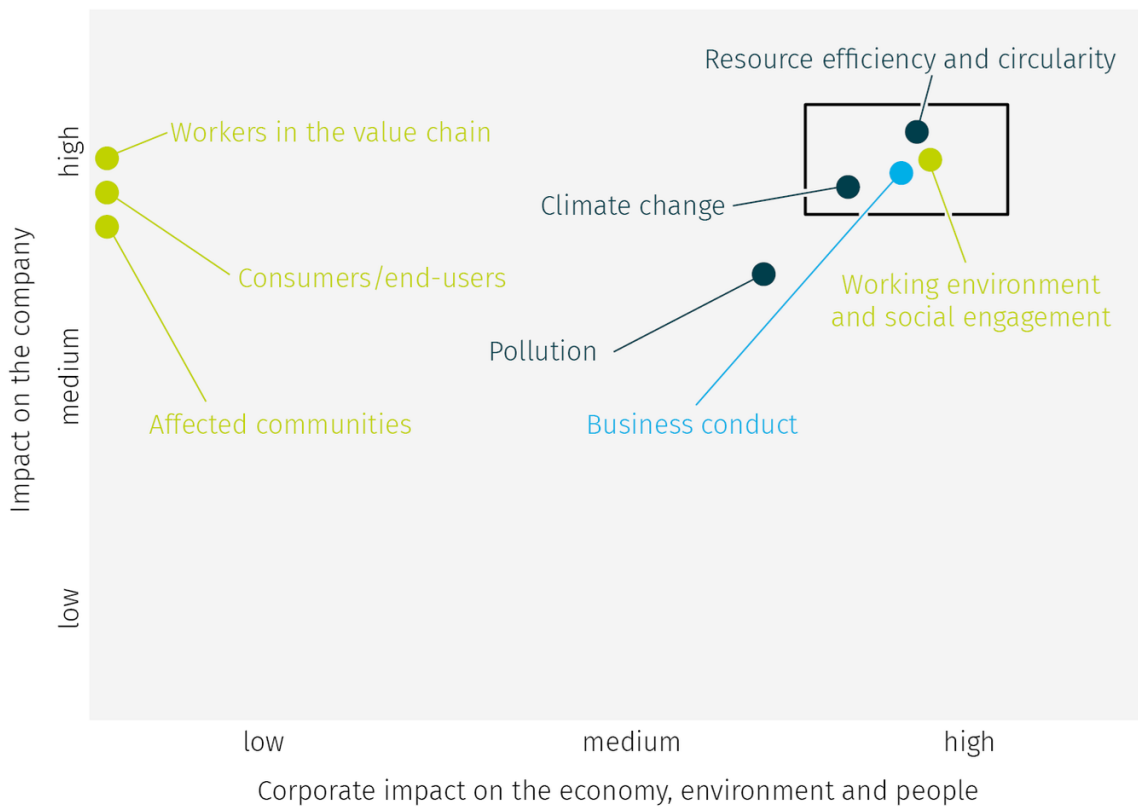 Resource efficiency and circularity
Workers in the value chain
Climate change
Consumers/end-users
Working environment
and social engagement
Pollution
Affected communities
Business conduct
Impact on the company
high
medium
low
low
medium
high
Corporate impact on the economy, environment and people